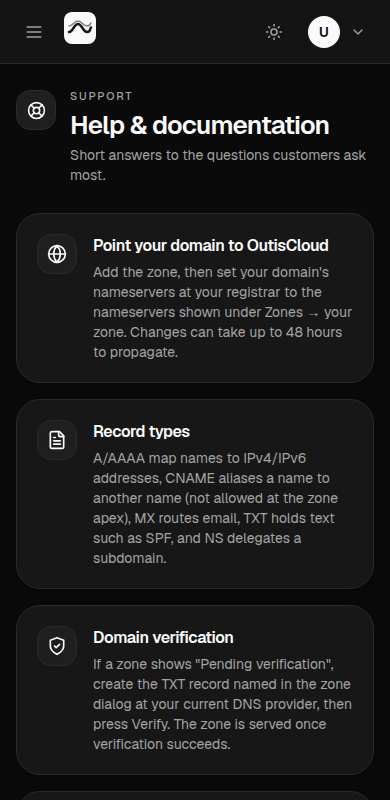 U
SUPPORT
Help & documentation
Short answers to the questions customers ask
most.
Point your domain to OutisCloud
Add the zone, then set your domain's
nameservers at your registrar to the
nameservers shown under Zones → your
zone. Changes can take up to 48 hours
to propagate.
Record types
A/AAAA map names to IPv4/IPv6
addresses, CNAME aliases a name to
another name (not allowed at the zone
apex), MX routes email, TXT holds text
such as SPF, and NS delegates a
subdomain.
Domain verification
If a zone shows "Pending verification",
create the TXT record named in the zone
dialog at your current DNS provider, then
press Verify. The zone is served once
verification succeeds.